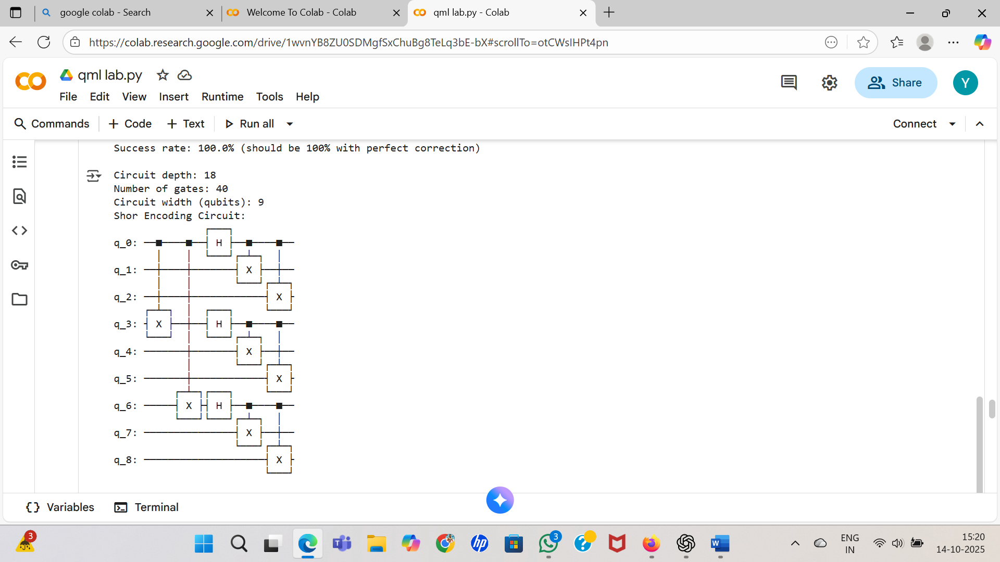 google colab - Search
Welcome To Colab - Colab
qml lab.py - Colab
https://colab.research.google.com/drive/1wvnYB8ZU0SDMgfSxChuBg8TeLq3bE-bX#scrollTo=otCWslHPt4pn
qml lab.py
File Edit View Insert Runtime Tools Help
Share
Y
Commands + Code + Text Run all
Connect
Success rate: 100.0% (should be 100% with perfect correction)
Circuit depth: 18
Number of gates: 40
Circuit width (qubits): 9
Shor Encoding Circuit:
q_0: H
q_1: X
q_2: X
q_3: X H
q_4: X
q_5: X
q_6: X H
q_7: X
q_8: X
{} Variables Terminal
3
T
hp
3
?
W
ENG
IN
15:20
14-10-2025